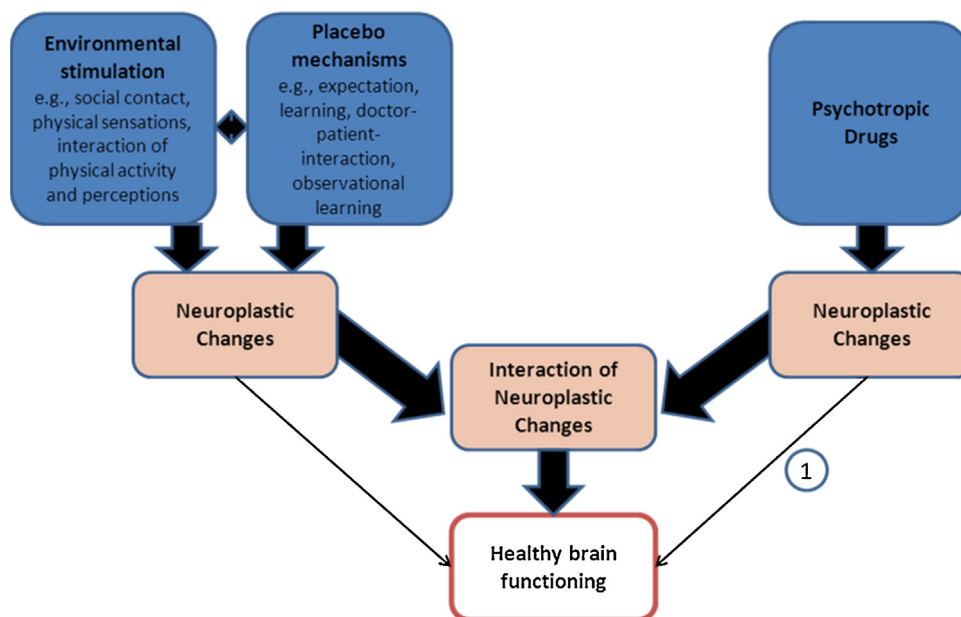 Environmental
stimulation
e.g., social contact,
physical sensations,
interaction of
physical activity
and perceptions
Placebo
mechanisms
e.g., expectation,
learning, doctor-
patient-
interaction,
observational
learning
Psychotropic
Drugs
Neuroplastic
Changes
Neuroplastic
Changes
Interaction of
Neuroplastic
Changes
1
Healthy brain
functioning